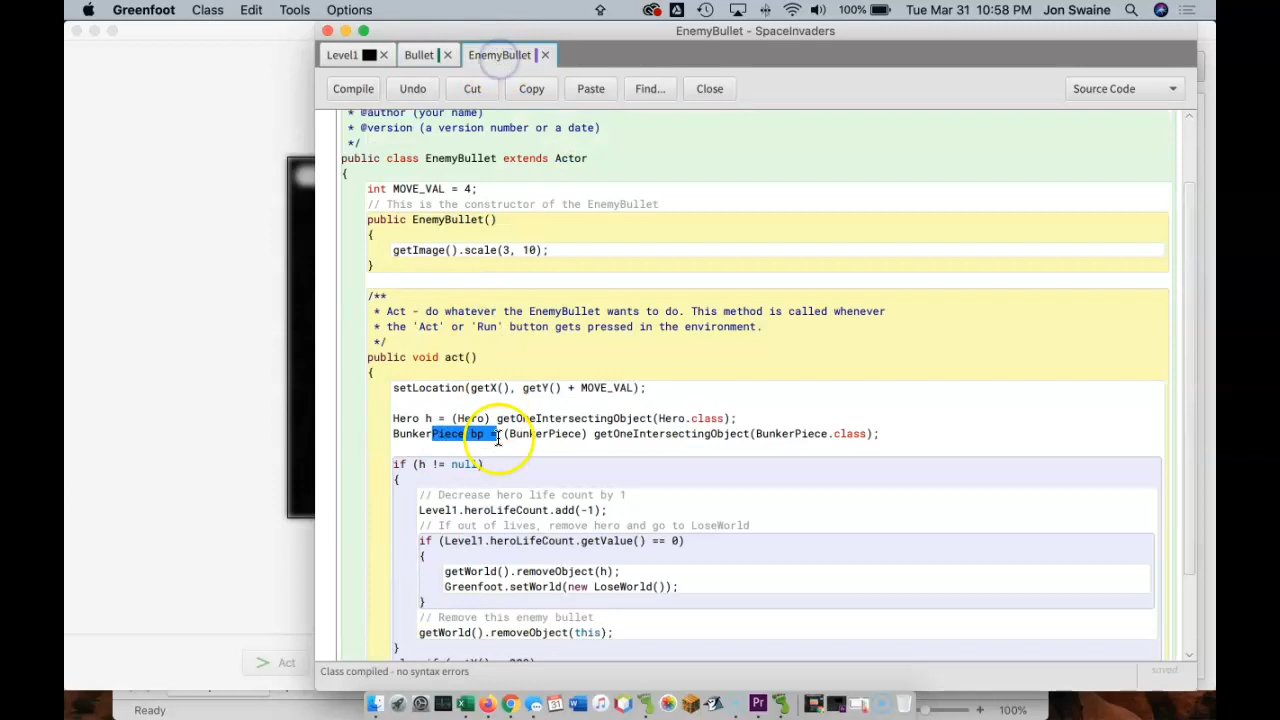 Greenfoot Class Edit Tools Options 100% Tue Mar 31 10:58 PM Jon Swaine
EnemyBullet - SpaceInvaders
Level1 Bullet EnemyBullet
Compile Undo Cut Copy Paste Find... Close Source Code
* @author (your name)
* @version (a version number or a date)
*/
public class EnemyBullet extends Actor
{
int MOVE_VAL = 4;
// This is the constructor of the EnemyBullet
public EnemyBullet()
{
getImage().scale(3, 10);
}
/**
* Act - do whatever the EnemyBullet wants to do. This method is called whenever
* the 'Act' or 'Run' button gets pressed in the environment.
*/
public void act()
{
setLocation(getX(), getY() + MOVE_VAL);
Hero h = (Hero) getOneIntersectingObject(Hero.class);
BunkerPiece bp = (BunkerPiece) getOneIntersectingObject(BunkerPiece.class);
if (h != null)
{
// Decrease hero life count by 1
Level1.heroLifeCount.add(-1);
// If out of lives, remove hero and go to LoseWorld
if (Level1.heroLifeCount.getValue() == 0)
{
getWorld().removeObject(h);
Greenfoot.setWorld(new LoseWorld());
}
// Remove this enemy bullet
getWorld().removeObject(this);
}
Act
Class compiled - no syntax errors saved
Ready 100%